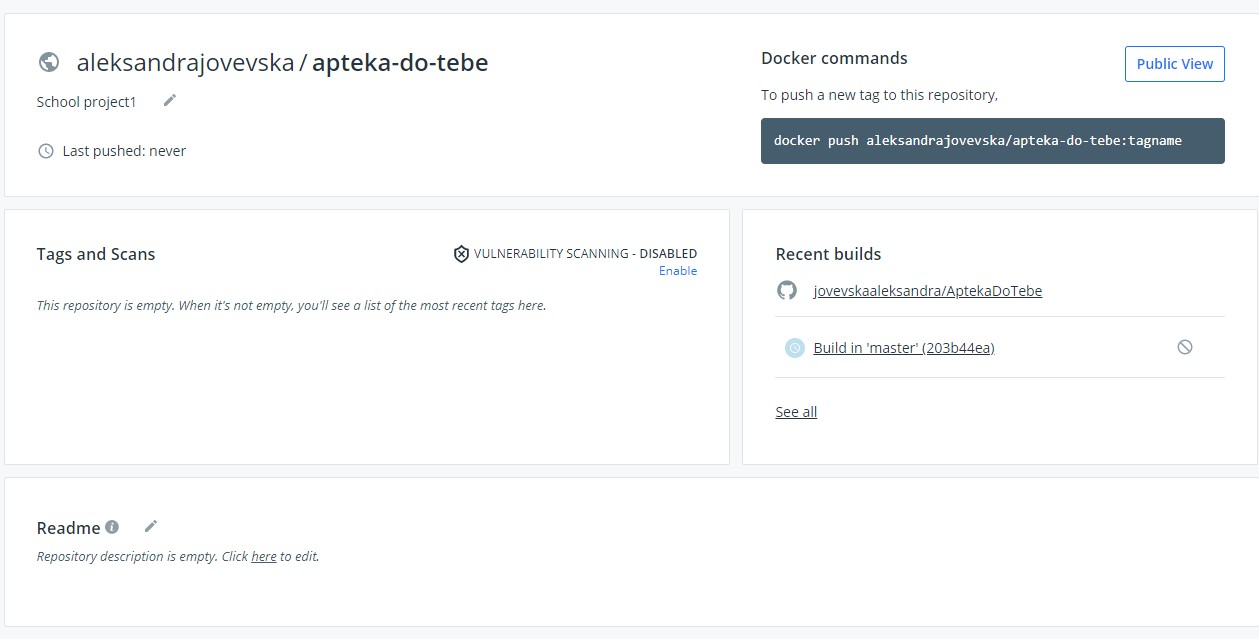 aleksandrajovevska / apteka-do-tebe
School project1
Last pushed: never
Docker commands
Public View
To push a new tag to this repository,
docker push aleksandrajovevska/apteka-do-tebe:tagname
Tags and Scans
VULNERABILITY SCANNING - DISABLED
Enable
This repository is empty. When it's not empty, you'll see a list of the most recent tags here.
Recent builds
jovevskaaleksandra/AptekaDoTebe
Build in 'master' (203b44ea)
See all
Readme
Repository description is empty. Click here to edit.